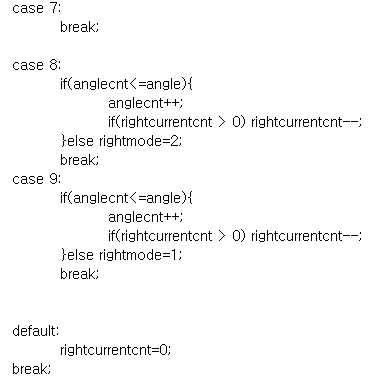 case 7:
break;
case 8:
if(anglecnt<=angle){
anglecnt++;
if(rightcurrentcnt > 0) rightcurrentcnt--;
}else rightmode=2;
break;
case 9:
if(anglecnt<=angle){
anglecnt++;
if(rightcurrentcnt > 0) rightcurrentcnt--;
}else rightmode=1;
break;
default:
rightcurrentcnt=0;
break;